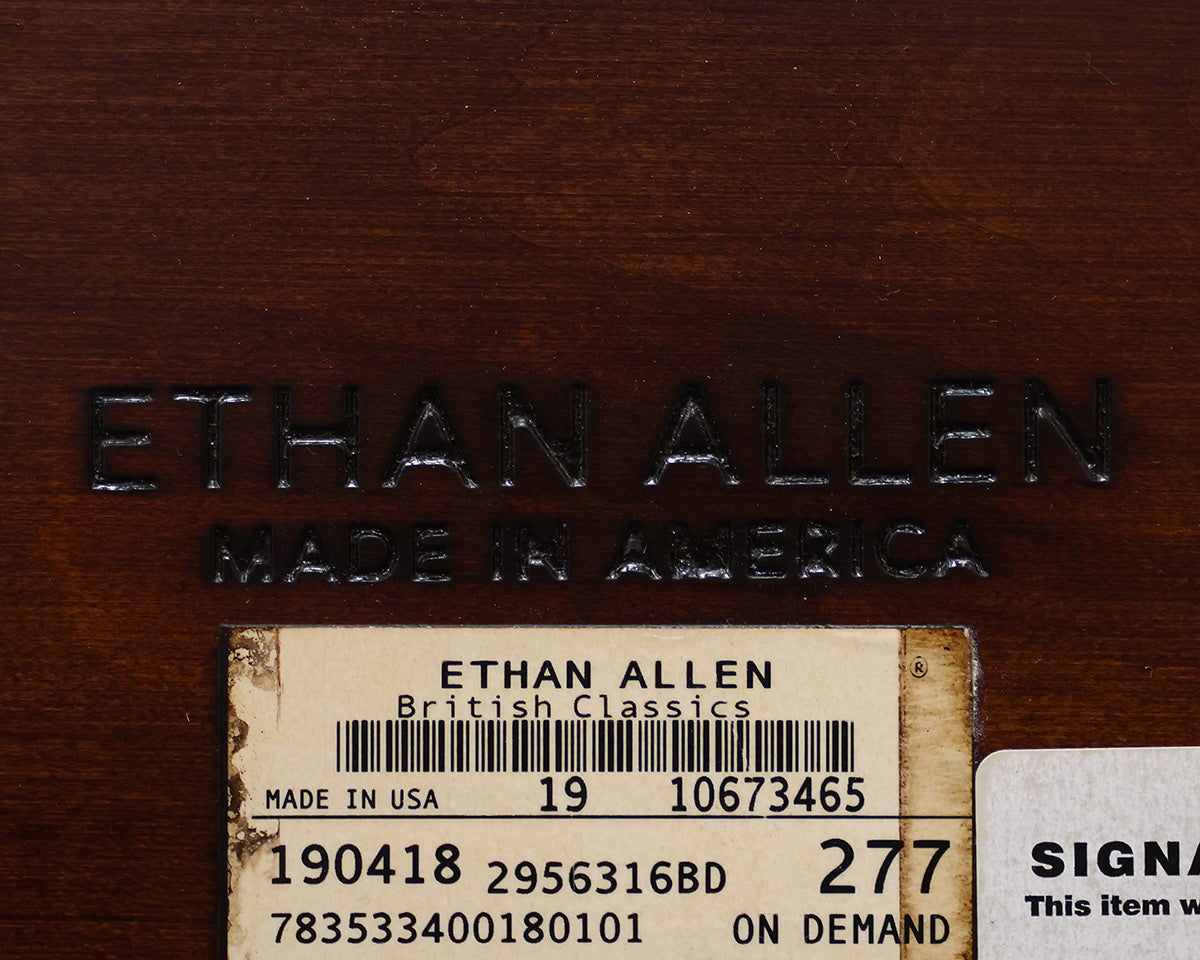 ETHAN ALLEN
MADE IN AMERICA
ETHAN ALLEN ®
British Classics
MADE IN USA 19 10673465
190418 2956316BD 277
783533400180101 ON DEMAND
SIGNA
This item w